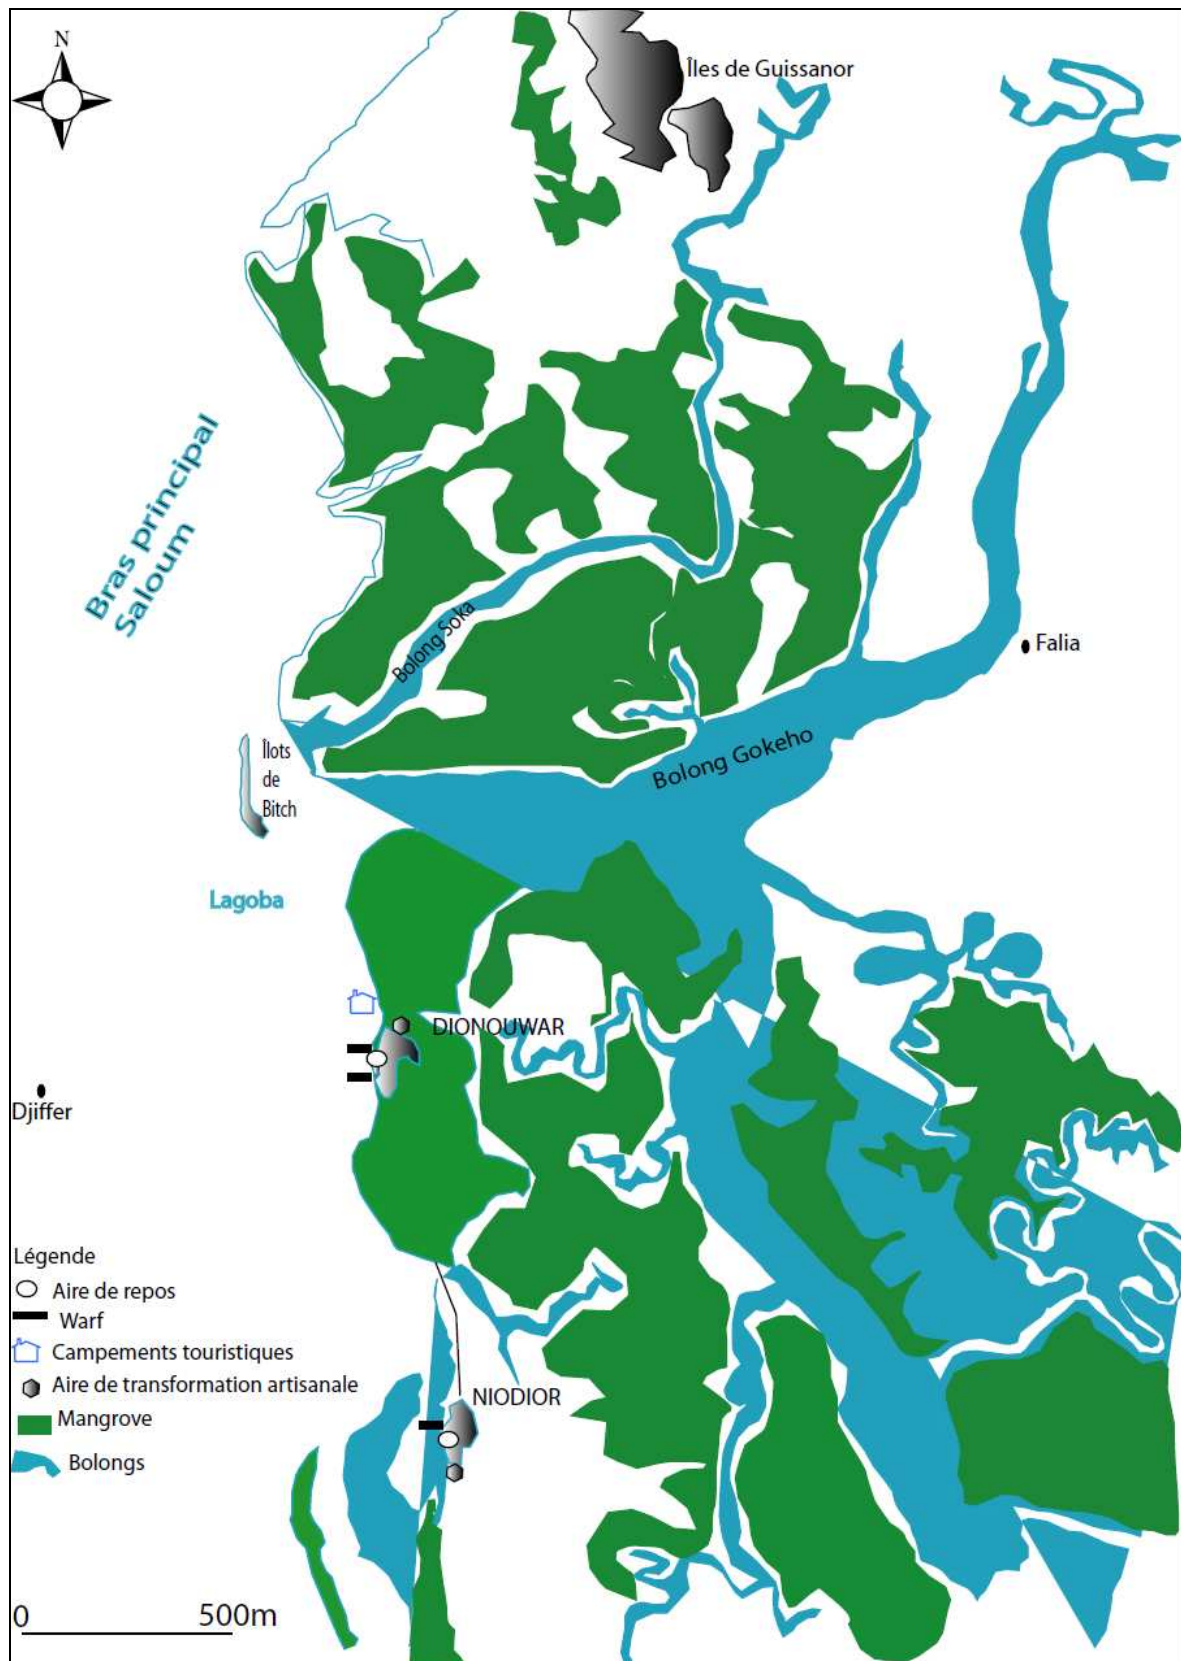 N
Îles de Guissanor
Bras principal
Saloum
Bolong Soka
Falia
Îlots
de
Bitch
Bolong Gokeho
Lagoba
DIONOUWAR
Djiffer
Légende
Aire de repos
Warf
Campements touristiques
Aire de transformation artisanale
Mangrove
Bolongs
NIODIOR
0 500m